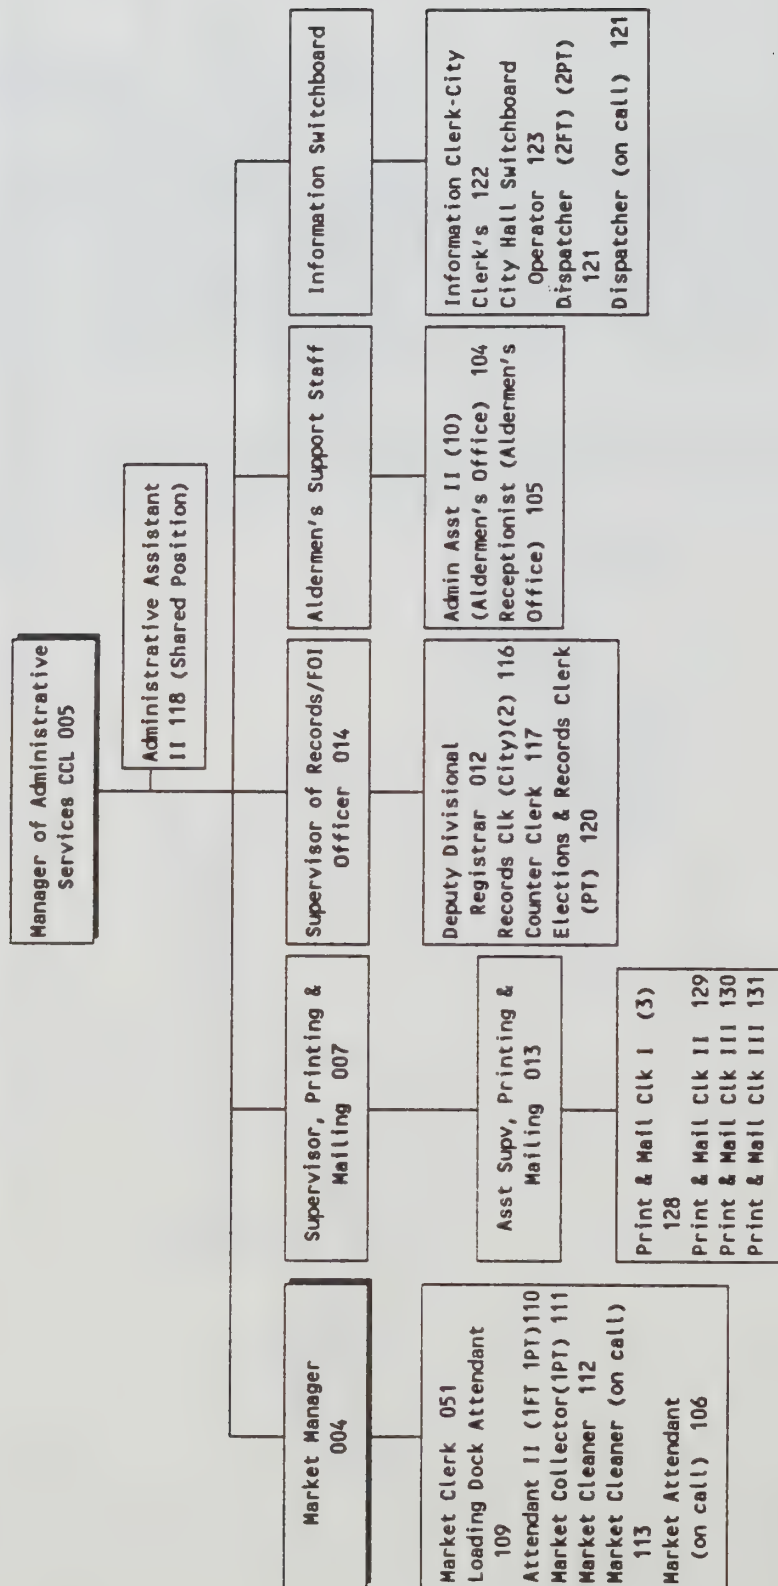 Manager of Administrative
Services CCL 005
Administrative Assistant
II 118 (Shared Position)
Market Manager
004
Supervisor, Printing &
Mailing 007
Supervisor of Records/FOI
Officer 014
Aldermen's Support Staff
Information Switchboard
Market Clerk 051
Loading Dock Attendant
109
Attendant II (1FT 1PT)110
Market Collector(1PT) 111
Market Cleaner 112
Market Cleaner (on call)
113
Market Attendant
(on call) 106
Asst Supv, Printing &
Mailing 013
Print & Mail Clk I (3)
128
Print & Mail Clk II 129
Print & Mail Clk III 130
Print & Mail Clk III 131
Deputy Divisional
Registrar 012
Records Clk (City)(2) 116
Counter Clerk 117
Elections & Records Clerk
(PT) 120
Admin Asst II (10)
(Aldermen's Office) 104
Receptionist (Aldermen's
Office) 105
Information Clerk-City
Clerk's 122
City Hall Switchboard
Operator 123
Dispatcher (2FT) (2PT)
121
Dispatcher (on call) 121